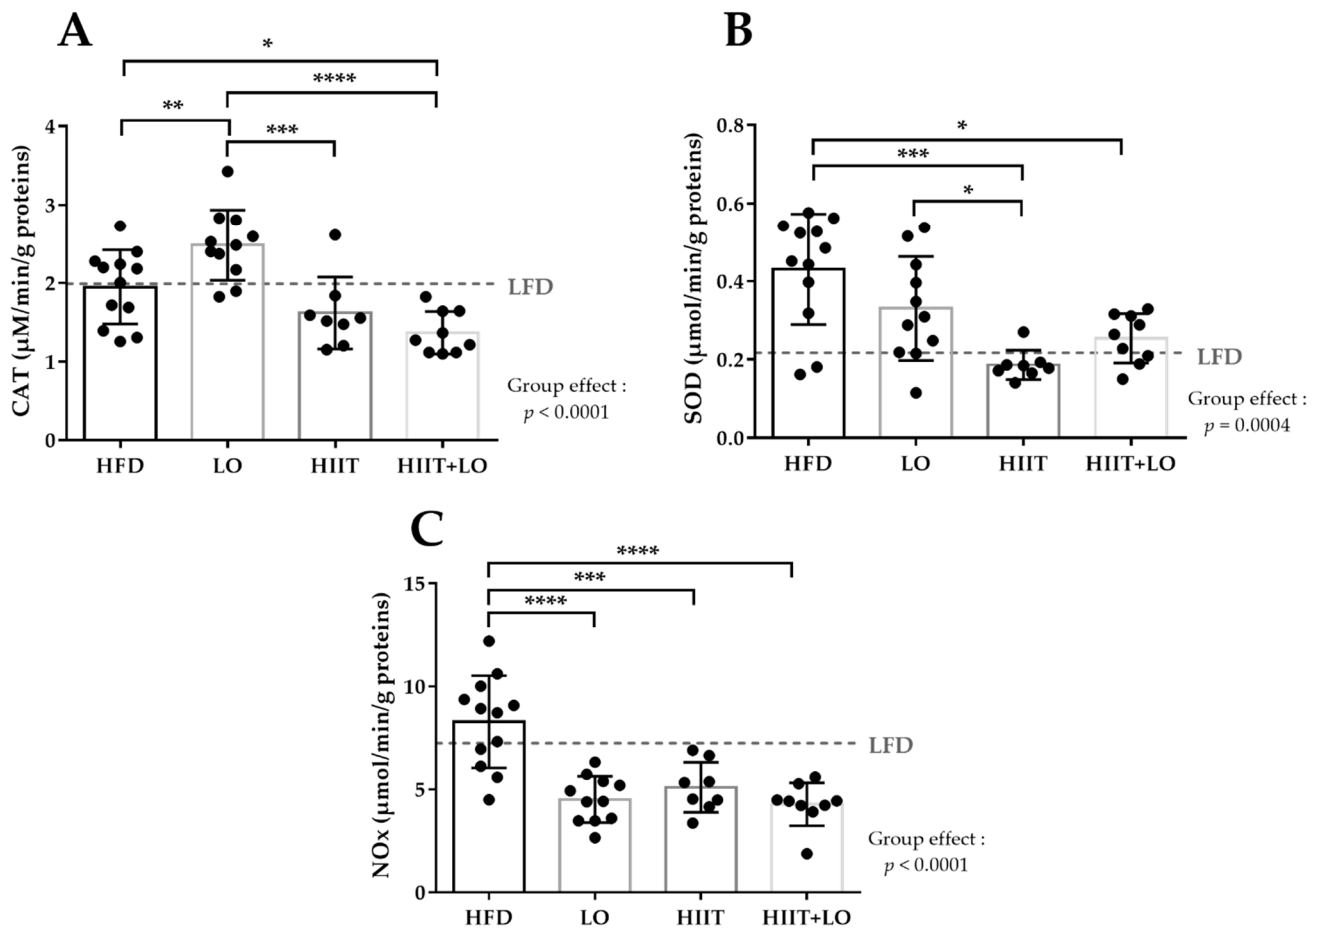 A
*
****
**
***
CAT (µM/min/g proteins)
4
3
2
1
0
LFD
Group effect :
p < 0.0001
HFD LO HIIT HIIT+LO
B
*
***
*
SOD (µmol/min/g proteins)
0.8
0.6
0.4
0.2
0.0
LFD
Group effect :
p = 0.0004
HFD LO HIIT HIIT+LO
C
****
***
****
NOx (µmol/min/g proteins)
15
10
5
0
LFD
Group effect :
p < 0.0001
HFD LO HIIT HIIT+LO